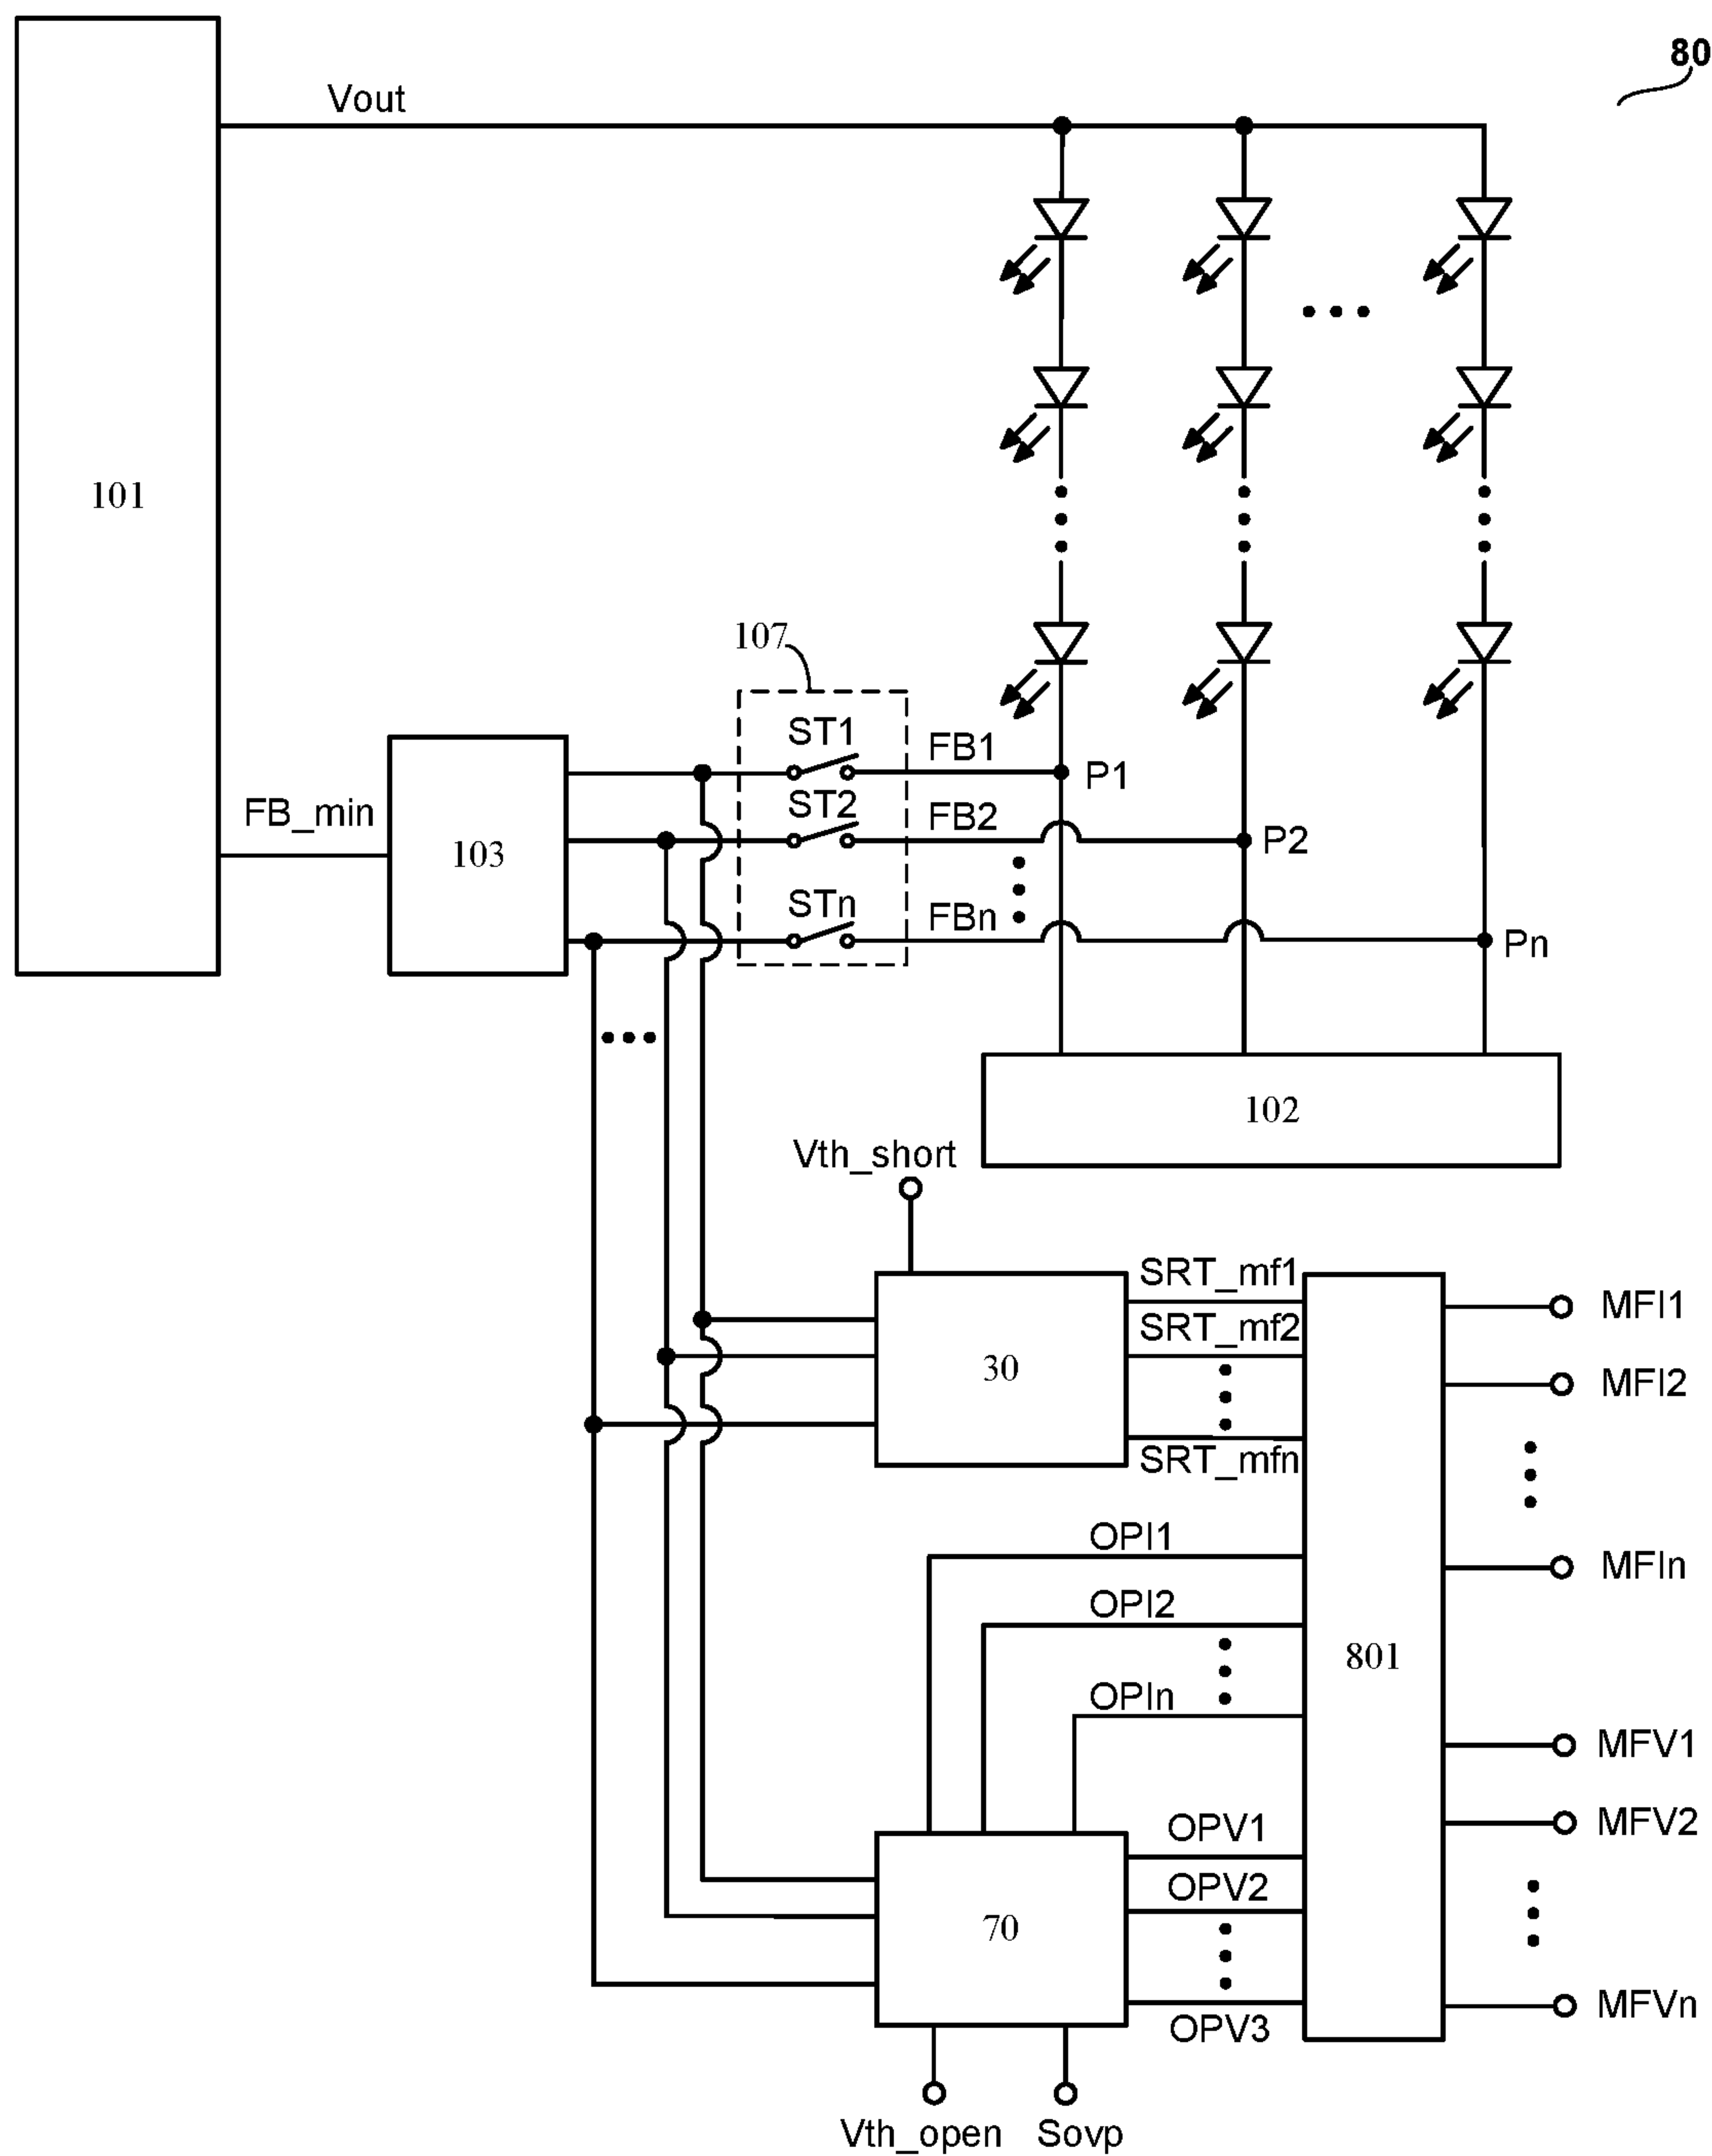 80
Vout
101
107
ST1
FB1
P1
FB_min
ST2
FB2
P2
103
STn
FBn
Pn
102
Vth_short
SRT_mf1
MFI1
SRT_mf2
30
MFI2
SRT_mfn
OPI1
MFIn
OPI2
801
OPIn
MFV1
OPV1
MFV2
OPV2
70
MFVn
OPV3
Vth_open
Sovp